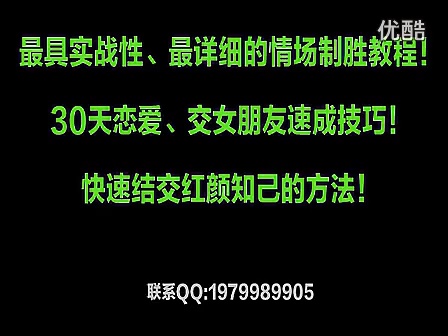 优酷
最具实战性、最详细的情场制胜教程！
30天恋爱、交女朋友速成技巧！
快速结交红颜知己的方法！
联系QQ:1979989905